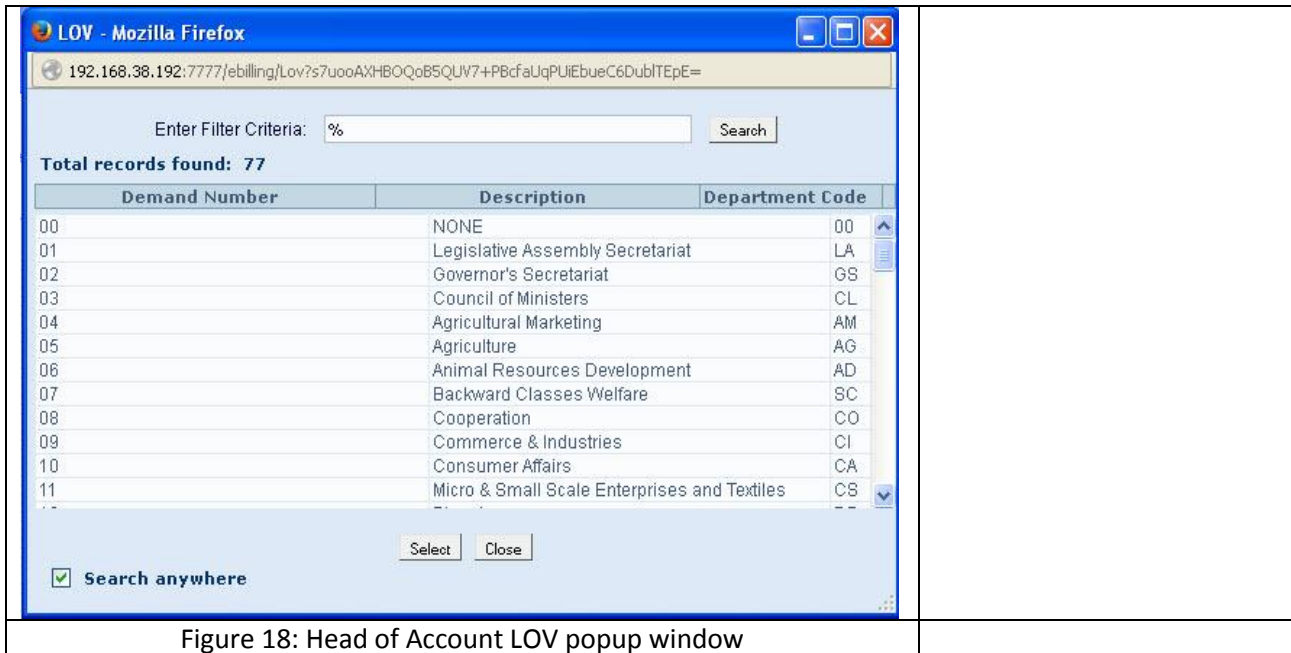 LOV - Mozilla Firefox
192.168.38.192:7777/ebilling/Lov?s7uooAXHBOQoB5QUV7+PBcfaUqPUiEbueC6DublTEpE=
Enter Filter Criteria: % Search
Total records found: 77
Demand Number Description Department Code
00 NONE 00
01 Legislative Assembly Secretariat LA
02 Governor's Secretariat GS
03 Council of Ministers CL
04 Agricultural Marketing AM
05 Agriculture AG
06 Animal Resources Development AD
07 Backward Classes Welfare SC
08 Cooperation CO
09 Commerce & Industries CI
10 Consumer Affairs CA
11 Micro & Small Scale Enterprises and Textiles CS
Select Close
Search anywhere
Figure 18: Head of Account LOV popup window